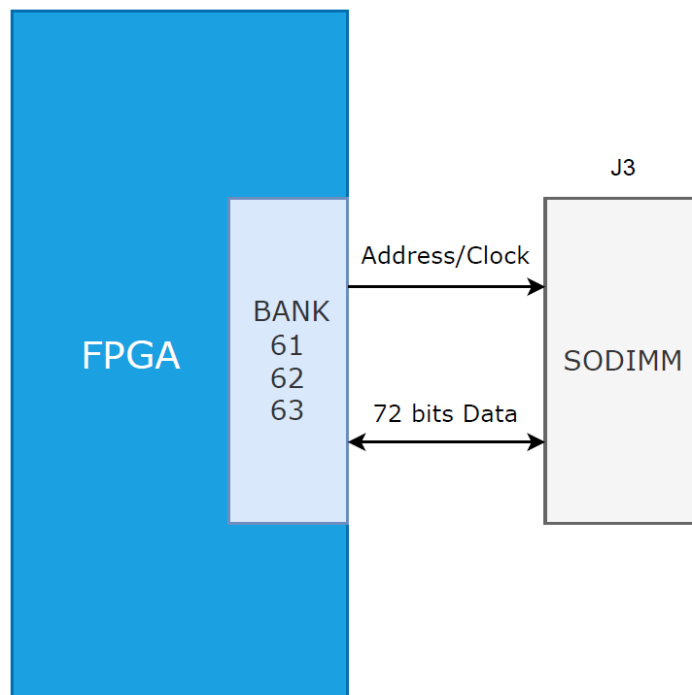 J3
Address/Clock
BANK
61
62
63
FPGA
SODIMM
72 bits Data